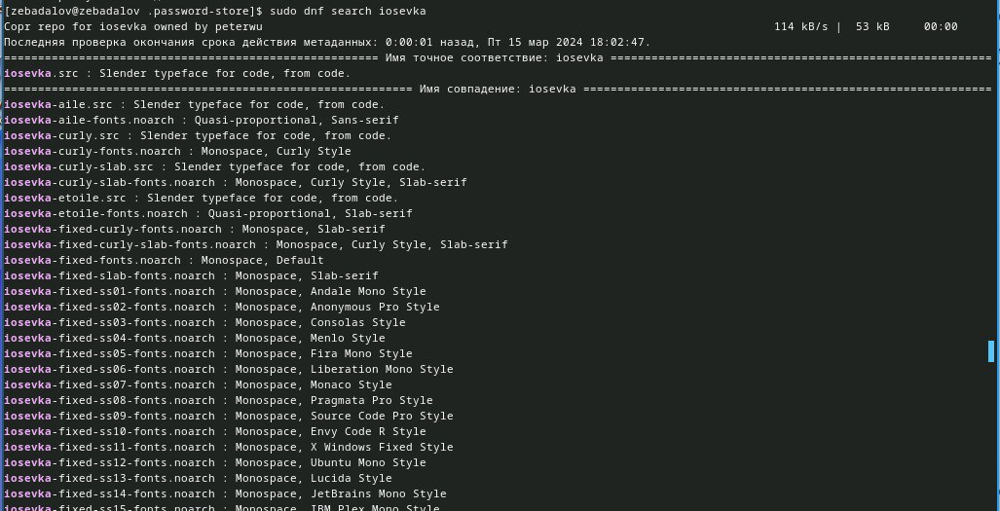 [zebadalov@zebadalov .password-store]$ sudo dnf search iosevka
Copr repo for iosevka owned by peterwu 114 kB/s | 53 kB 00:00
Последняя проверка окончания срока действия метаданных: 0:00:01 назад, Пт 15 мар 2024 18:02:47.
======================================================= Имя точное соответствие: iosevka ========================================================
iosevka.src : Slender typeface for code, from code.
============================================================ Имя совпадение: iosevka ============================================================
iosevka-aile.src : Slender typeface for code, from code.
iosevka-aile-fonts.noarch : Quasi-proportional, Sans-serif
iosevka-curly.src : Slender typeface for code, from code.
iosevka-curly-fonts.noarch : Monospace, Curly Style
iosevka-curly-slab.src : Slender typeface for code, from code.
iosevka-curly-slab-fonts.noarch : Monospace, Curly Style, Slab-serif
iosevka-etoile.src : Slender typeface for code, from code.
iosevka-etoile-fonts.noarch : Quasi-proportional, Slab-serif
iosevka-fixed-curly-fonts.noarch : Monospace, Slab-serif
iosevka-fixed-curly-slab-fonts.noarch : Monospace, Curly Style, Slab-serif
iosevka-fixed-fonts.noarch : Monospace, Default
iosevka-fixed-slab-fonts.noarch : Monospace, Slab-serif
iosevka-fixed-ss01-fonts.noarch : Monospace, Andale Mono Style
iosevka-fixed-ss02-fonts.noarch : Monospace, Anonymous Pro Style
iosevka-fixed-ss03-fonts.noarch : Monospace, Consolas Style
iosevka-fixed-ss04-fonts.noarch : Monospace, Menlo Style
iosevka-fixed-ss05-fonts.noarch : Monospace, Fira Mono Style
iosevka-fixed-ss06-fonts.noarch : Monospace, Liberation Mono Style
iosevka-fixed-ss07-fonts.noarch : Monospace, Monaco Style
iosevka-fixed-ss08-fonts.noarch : Monospace, Pragmata Pro Style
iosevka-fixed-ss09-fonts.noarch : Monospace, Source Code Pro Style
iosevka-fixed-ss10-fonts.noarch : Monospace, Envy Code R Style
iosevka-fixed-ss11-fonts.noarch : Monospace, X Windows Fixed Style
iosevka-fixed-ss12-fonts.noarch : Monospace, Ubuntu Mono Style
iosevka-fixed-ss13-fonts.noarch : Monospace, Lucida Style
iosevka-fixed-ss14-fonts.noarch : Monospace, JetBrains Mono Style
iosevka-fixed-ss15-fonts.noarch : Monospace, IBM Plex Mono Style